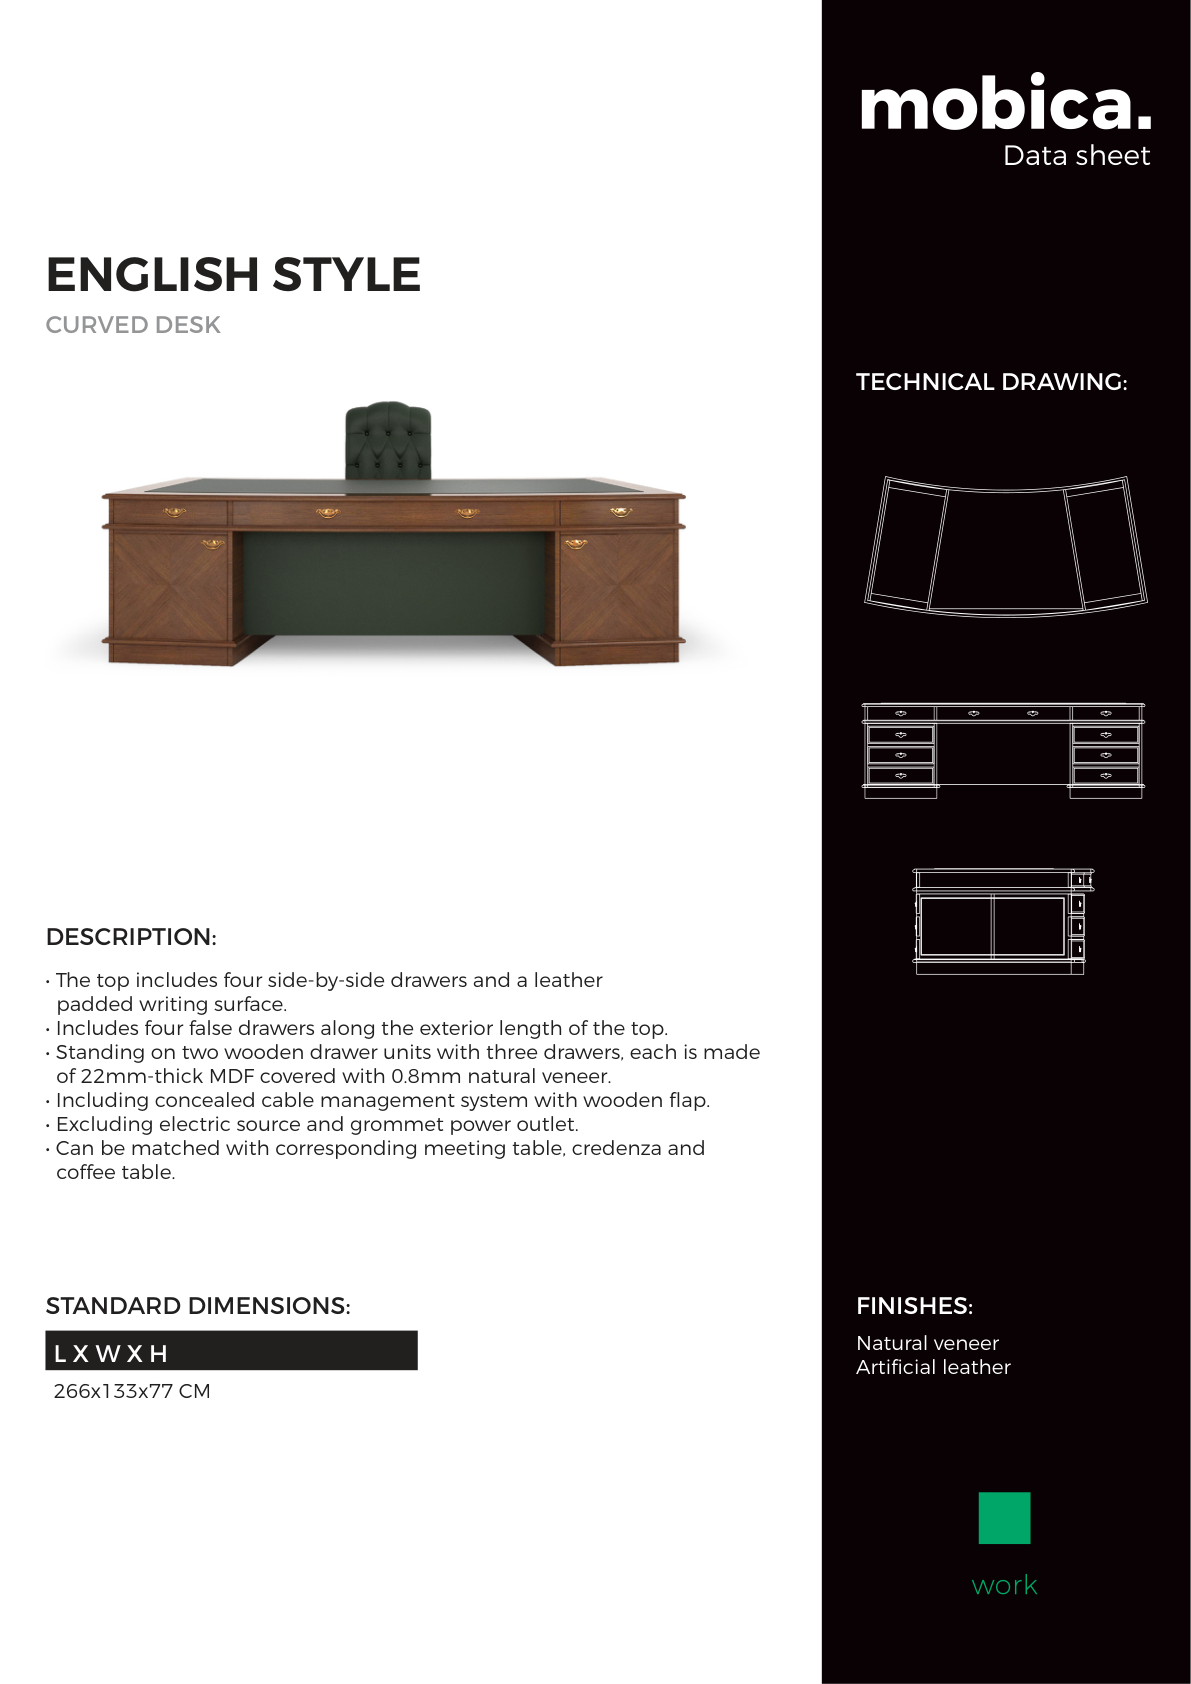 mobica.
Data sheet
ENGLISH STYLE
CURVED DESK
TECHNICAL DRAWING:
DESCRIPTION:
• The top includes four side-by-side drawers and a leather
padded writing surface.
• Includes four false drawers along the exterior length of the top.
• Standing on two wooden drawer units with three drawers, each is made
of 22mm-thick MDF covered with 0.8mm natural veneer.
• Including concealed cable management system with wooden flap.
• Excluding electric source and grommet power outlet.
• Can be matched with corresponding meeting table, credenza and
coffee table.
STANDARD DIMENSIONS:
L X W X H
266x133x77 CM
FINISHES:
Natural veneer
Artificial leather
work